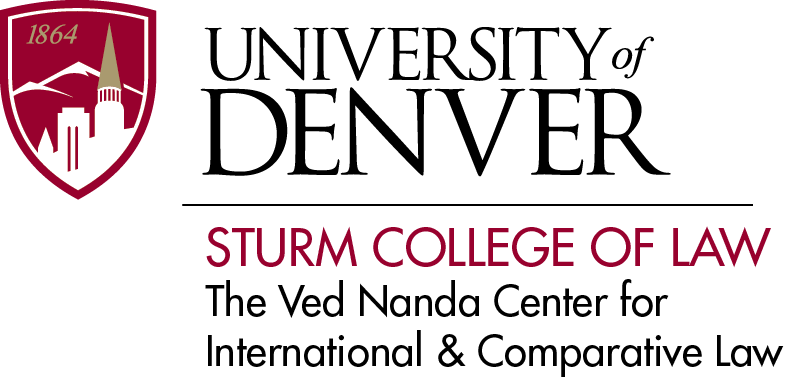 1864
UNIVERSITY of
DENVER
STURM COLLEGE OF LAW
The Ved Nanda Center for
International & Comparative Law